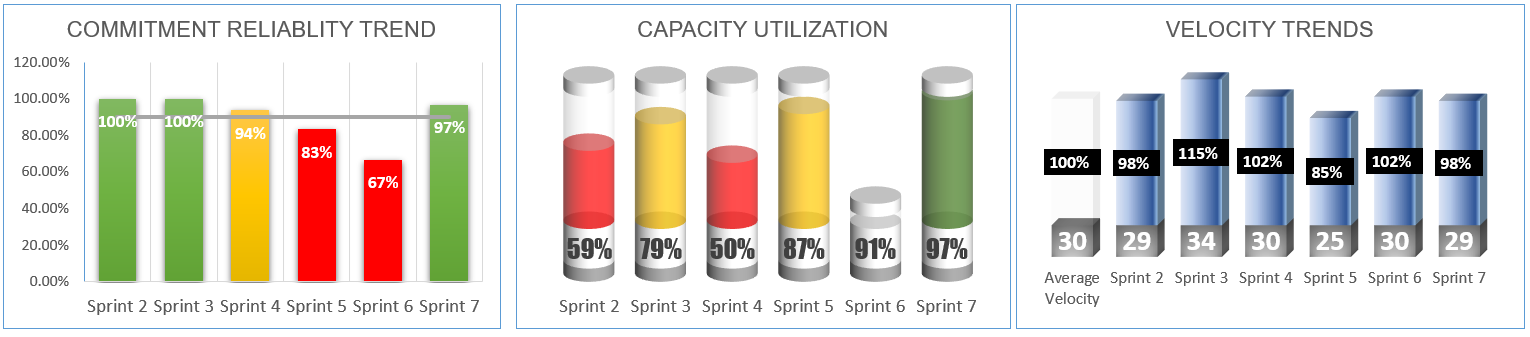 COMMITMENT RELIABLITY TREND
120.00%
100.00%
80.00%
60.00%
40.00%
20.00%
0.00%
100%
100%
94%
83%
67%
97%
Sprint 2 Sprint 3 Sprint 4 Sprint 5 Sprint 6 Sprint 7
CAPACITY UTILIZATION
59% 79% 50% 87% 91% 97%
Sprint 2 Sprint 3 Sprint 4 Sprint 5 Sprint 6 Sprint 7
VELOCITY TRENDS
100% 98% 115% 102% 85% 102% 98%
30 29 34 30 25 30 29
Average Sprint 2 Sprint 3 Sprint 4 Sprint 5 Sprint 6 Sprint 7
Velocity